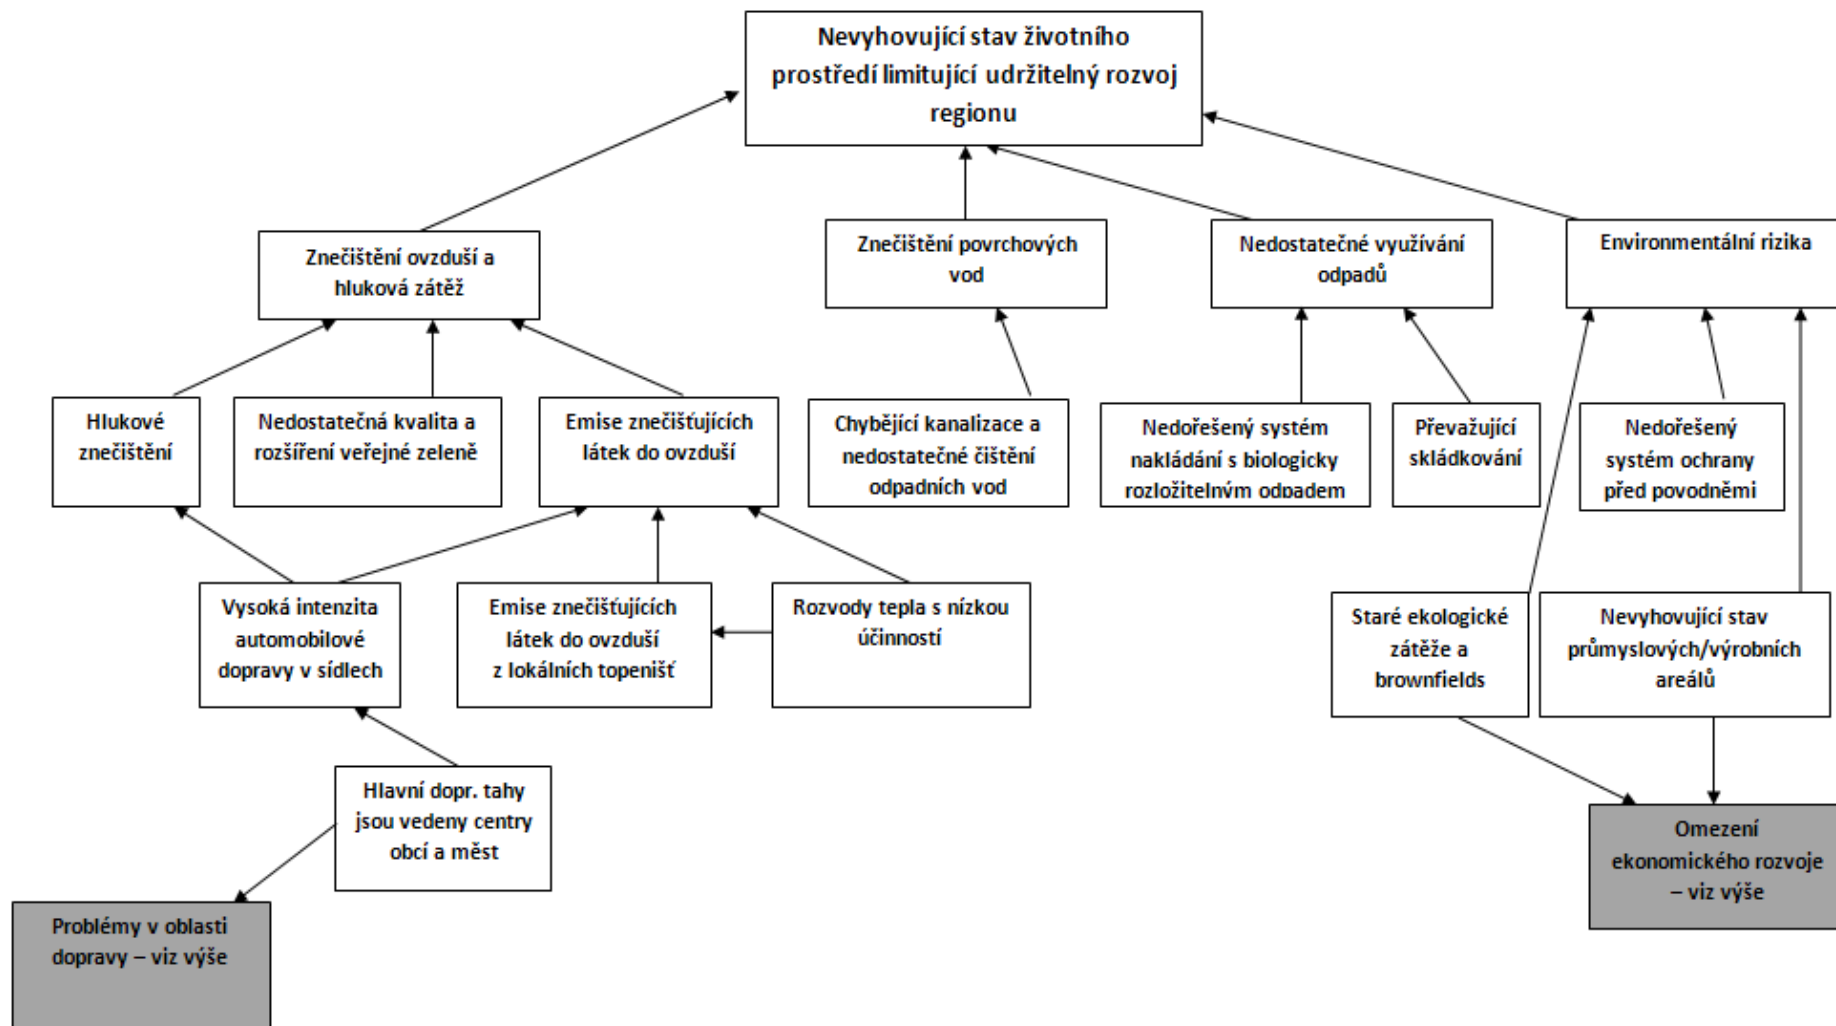 Nevyhovující stav životního
prostředí limitující udržitelný rozvoj
regionu
Znečištění ovzduší a
hluková zátěž
Znečištění povrchových
vod
Nedostatečné využívání
odpadů
Environmentální rizika
Hlukové
znečištění
Nedostatečná kvalita a
rozšíření veřejné zeleně
Emise znečišťujících
látek do ovzduší
Chybějící kanalizace a
nedostatečné čištění
odpadních vod
Nedořešený systém
nakládání s biologicky
rozložitelným odpadem
Převažující
skládkování
Nedořešený
systém ochrany
před povodněmi
Vysoká intenzita
automobilové
dopravy v sídlech
Emise znečišťujících
látek do ovzduší
z lokálních topenišť
Rozvody tepla s nízkou
účinností
Staré ekologické
zátěže a
brownfields
Nevyhovující stav
průmyslových/výrobních
areálů
Hlavní dopr. tahy
jsou vedeny centry
obcí a měst
Omezení
ekonomického rozvoje
– viz výše
Problémy v oblasti
dopravy – viz výše